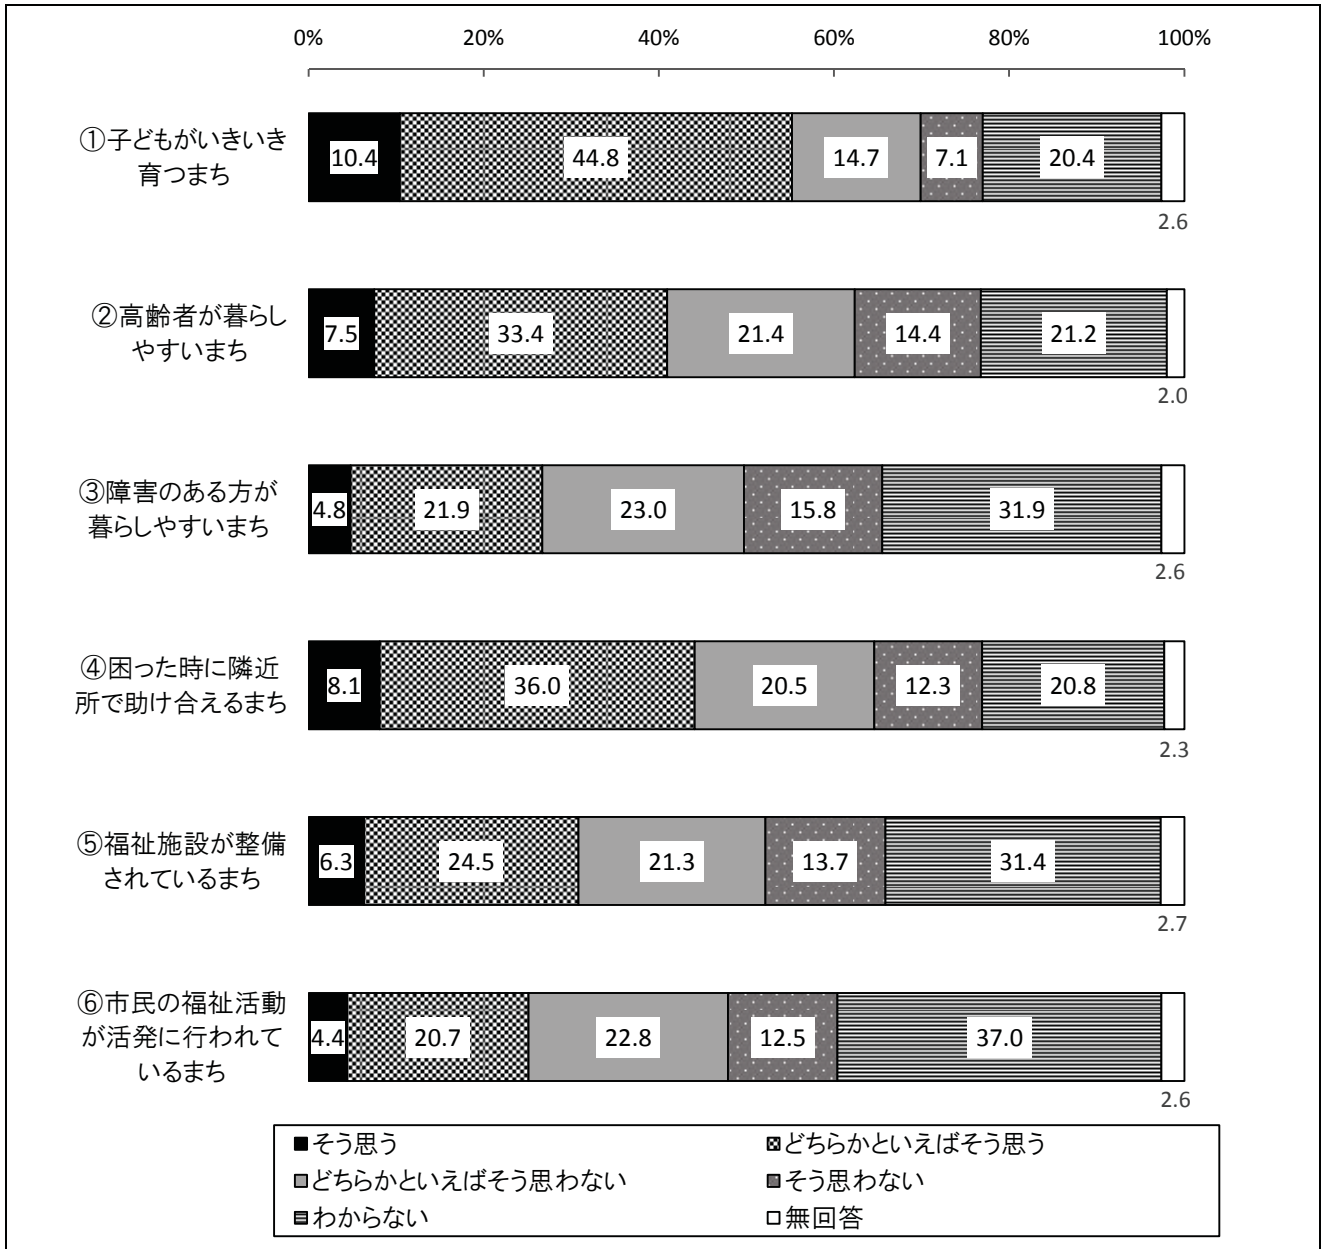 0% 20% 40% 60% 80% 100%
①子どもがいきいき
育つまち
10.4 44.8 14.7 7.1 20.4
2.6
②高齢者が暮らし
やすいまち
7.5 33.4 21.4 14.4 21.2
2.0
③障害のある方が
暮らしやすいまち
4.8 21.9 23.0 15.8 31.9
2.6
④困った時に隣近
所で助け合えるまち
8.1 36.0 20.5 12.3 20.8
2.3
⑤福祉施設が整備
されているまち
6.3 24.5 21.3 13.7 31.4
2.7
⑥市民の福祉活動
が活発に行われて
いるまち
4.4 20.7 22.8 12.5 37.0
2.6
そう思う どちらかといえばそう思う
どちらかといえばそう思わない そう思わない
わからない 無回答